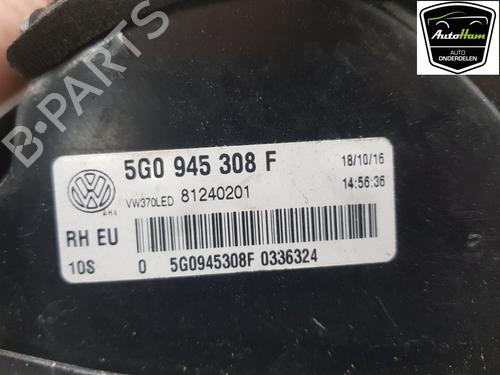 AutoHam
AUTO
ONDERDELEN
B-PARTS
5G0 945 308 F
18/10/16
VW370LED 81240201
14:56:36
RH EU
10S
0 5G0945308F 0336324